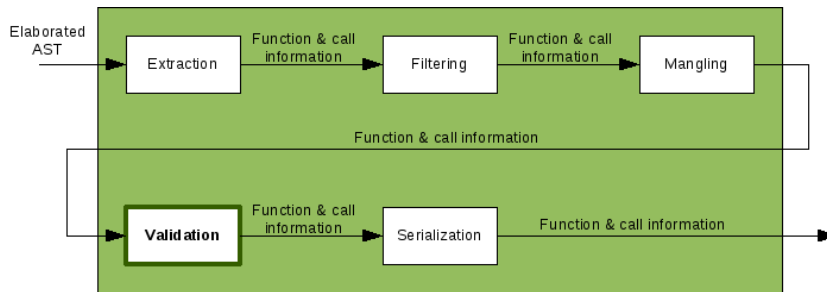 Elaborated
AST
Extraction
Function & call
information
Filtering
Function & call
information
Mangling
Function & call information
Validation
Function & call
information
Serialization
Function & call information